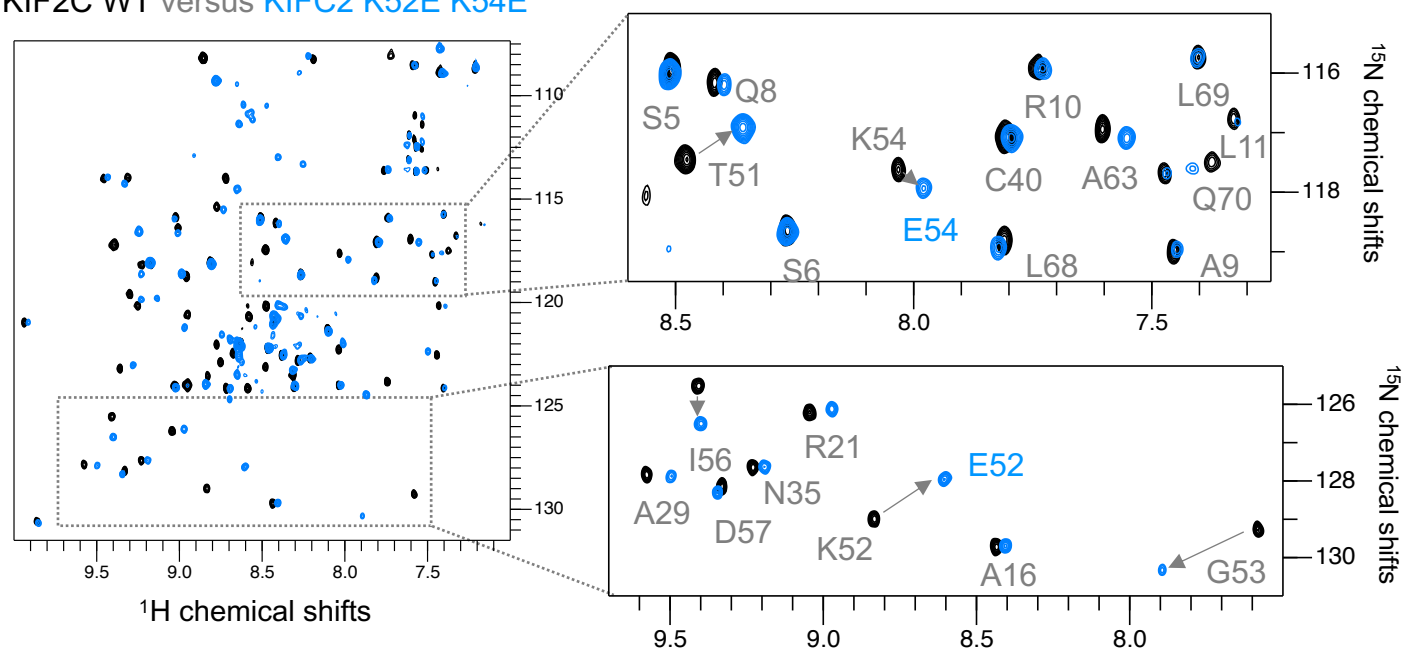 KIF2C WT versus KIFC2 K52E K54E
110
115
120
125
130
9.5 9.0 8.5 8.0 7.5
¹H chemical shifts
S5
Q8
T51
K54
E54
S6
R10
C40
L68
A63
L69
L11
Q70
A9
116
118
¹⁵N chemical shifts
8.5 8.0 7.5
I56
A29
D57
N35
R21
K52
E52
A16
G53
126
128
130
¹⁵N chemical shifts
9.5 9.0 8.5 8.0